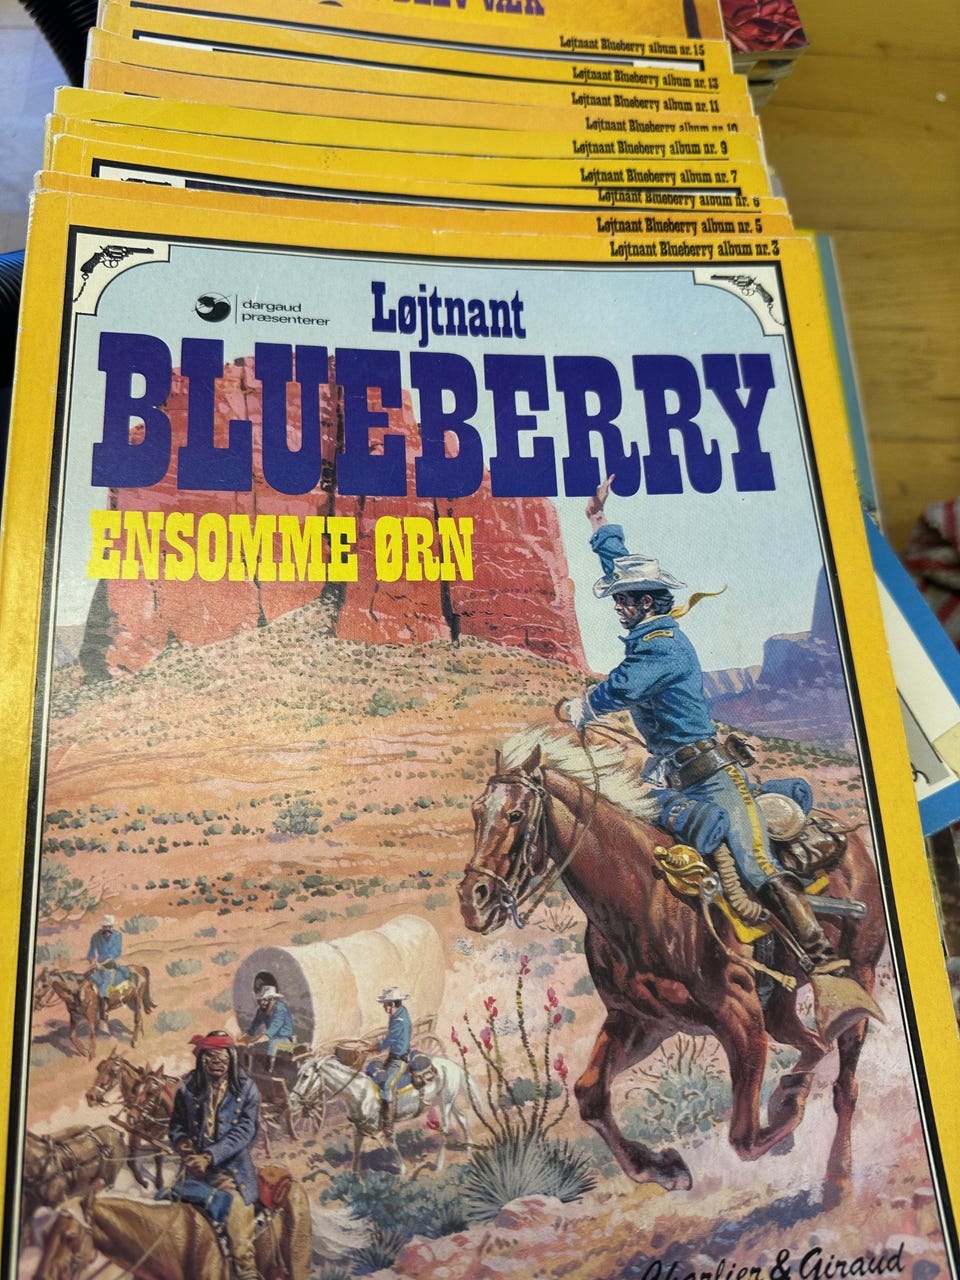 VÆK
Løjtnant Blueberry album nr. 15
Løjtnant Blueberry album nr. 13
Løjtnant Blueberry album nr. 11
Løjtnant Blueberry album nr. 10
Løjtnant Blueberry album nr. 9
Løjtnant Blueberry album nr. 7
Løjtnant Blueberry album nr. 6
Løjtnant Blueberry album nr. 5
Løjtnant Blueberry album nr. 3
dargaud
præsenterer
Løjtnant
BLUEBERRY
ENSOMME ØRN
Charlier & Giraud